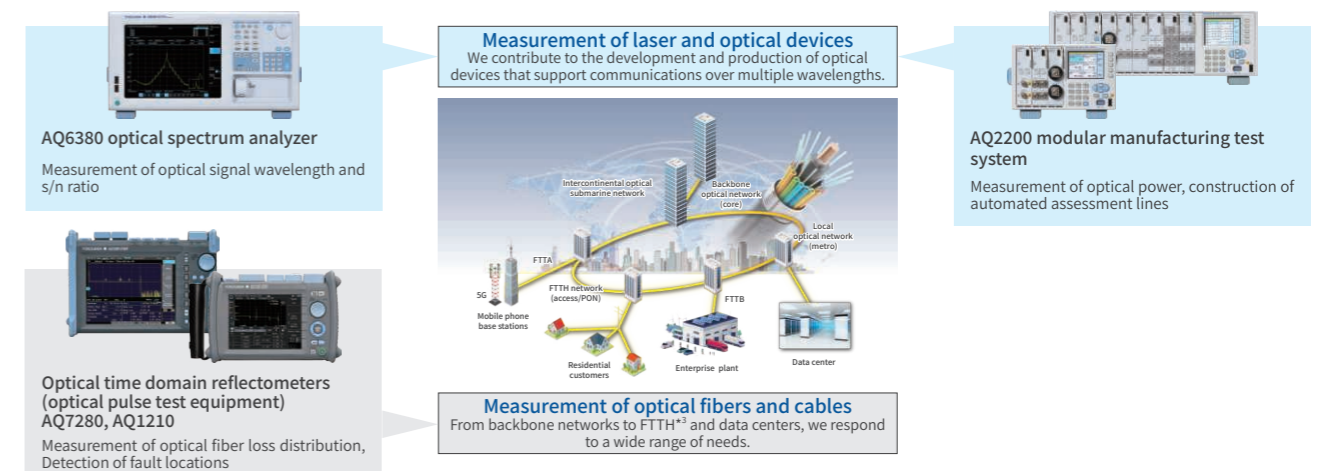 Measurement of laser and optical devices
We contribute to the development and production of optical
devices that support communications over multiple wavelengths.
AQ6380 optical spectrum analyzer
Measurement of optical signal wavelength and
s/n ratio
AQ2200 modular manufacturing test
system
Measurement of optical power, construction of
automated assessment lines
Intercontinental optical
submarine network
Backbone
optical network
(core)
Local
optical network
(metro)
FTTA
FTTH network
(access/PON)
5G
Mobile phone
base stations
FTTB
Residential
customers
Enterprise plant
Data center
Optical time domain reflectometers
(optical pulse test equipment)
AQ7280, AQ1210
Measurement of optical fiber loss distribution,
Detection of fault locations
Measurement of optical fibers and cables
From backbone networks to FTTH*3 and data centers, we respond
to a wide range of needs.